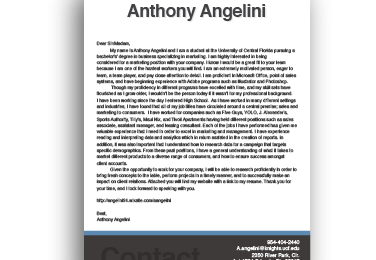 Anthony Angelini
Dear Sir/Madam,
My name is Anthony Angelini and I am a student at the University of Central Florida pursuing a
bachelors' degree in business specializing in marketing. I am highly interested in being
considered for a marketing position with your company. I know I would be a great fit to your team
because I am one of the hardest workers you will find. I am an extremely motivated person, eager to
learn, a team player, and pay close attention to detail. I am proficient in Microsoft Office, point of sales
systems, and have beginning experience with Adobe programs such as Illustrator and Photoshop.
Though my proficiency in different programs have excelled with time, and my skill sets have
flourished as I grow older, I wouldn't be the person today if it wasn't for my professional background.
I have been working since the day I entered High School. As I have worked in many different settings
and industries, I have found that all of my job titles have circled around a central premise; sales and
marketing to consumers. I have worked for companies such as Five Guys, YOLO, J. Alexander's,
Sports Authority, Tryls, Maui Nix, and Tivoli Apartments having held different positions such as sales
associate, assistant manager, and leasing consultant. Each of the jobs I have performed has given me
valuable experience that I need in order to excel in marketing and management. I have experience
reading and interpreting data and analytics which in return assisted in the creation of reports. In
addition, it was also important that I understand how to research data for a campaign that targets
specific demographics. From these past positions, I have a general understanding of what it takes to
market different products to a diverse range of consumers; and how to ensure success amongst
client accounts.
Given the opportunity to work for your company, I will be able to research proficiently in order to
bring fresh concepts to the table, perform projects in a timely manner, and to successfully make an
impact on client relations. Attached you will find my website with a link to my resume. Thank you for
your time, and I look forward to speaking with you.
Best,
Anthony Angelini
Contact
954-404-2440
A.angelini@knights.ucf.edu
2350 River Park, Cir.